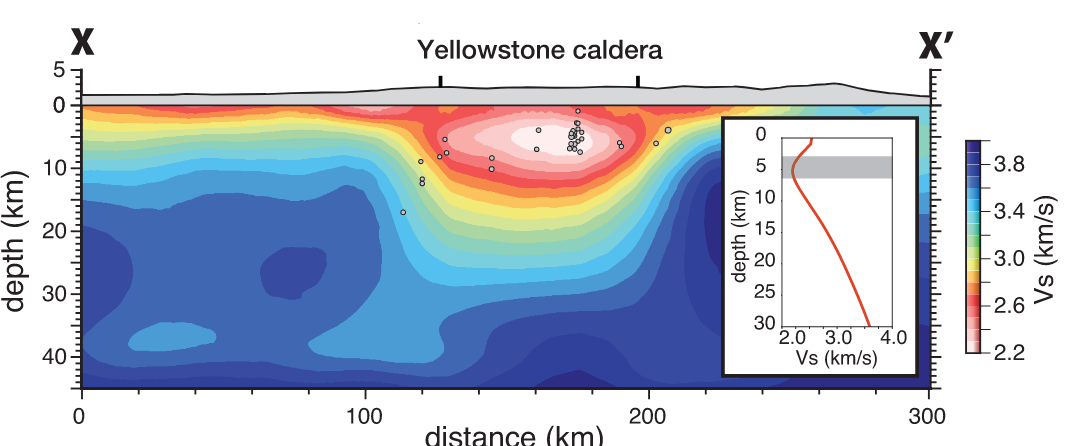 X
Yellowstone caldera
X'
5
0
10
20
30
40
depth (km)
0
100
200
300
distance (km)
0
5
10
15
20
25
30
depth (km)
2.0 3.0 4.0
Vs (km/s)
3.8
3.4
3.0
2.6
2.2
Vs (km/s)